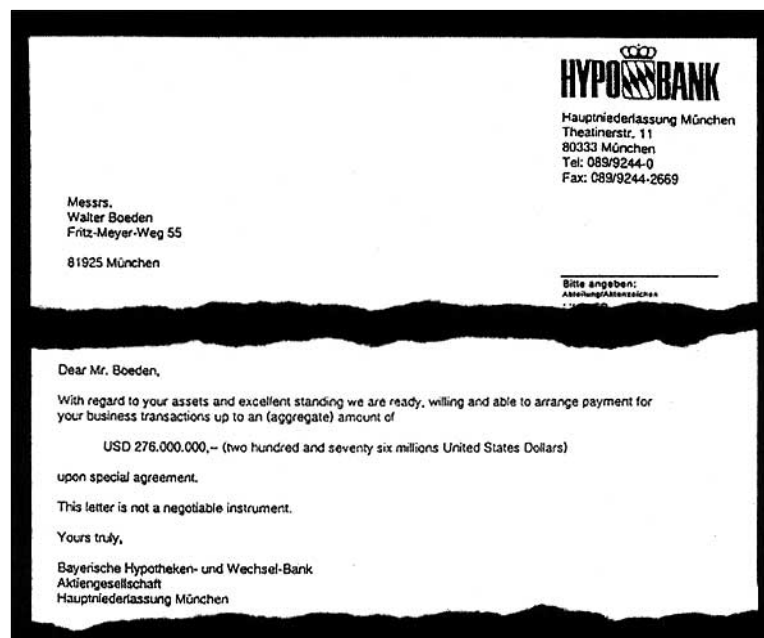 HYPO BANK
Hauptniederlassung München
Theatinerstr. 11
80333 München
Tel: 089/9244-0
Fax: 089/9244-2669
Messrs.
Walter Boeden
Fritz-Meyer-Weg 55
81925 München
Bitte angeben:
Abteilung/Aktenzeichen
Dear Mr. Boeden,
With regard to your assets and excellent standing we are ready, willing and able to arrange payment for
your business transactions up to an (aggregate) amount of
USD 276.000.000,-- (two hundred and seventy six millions United States Dollars)
upon special agreement.
This letter is not a negotiable instrument.
Yours truly,
Bayerische Hypotheken- und Wechsel-Bank
Aktiengesellschaft
Hauptniederlassung München